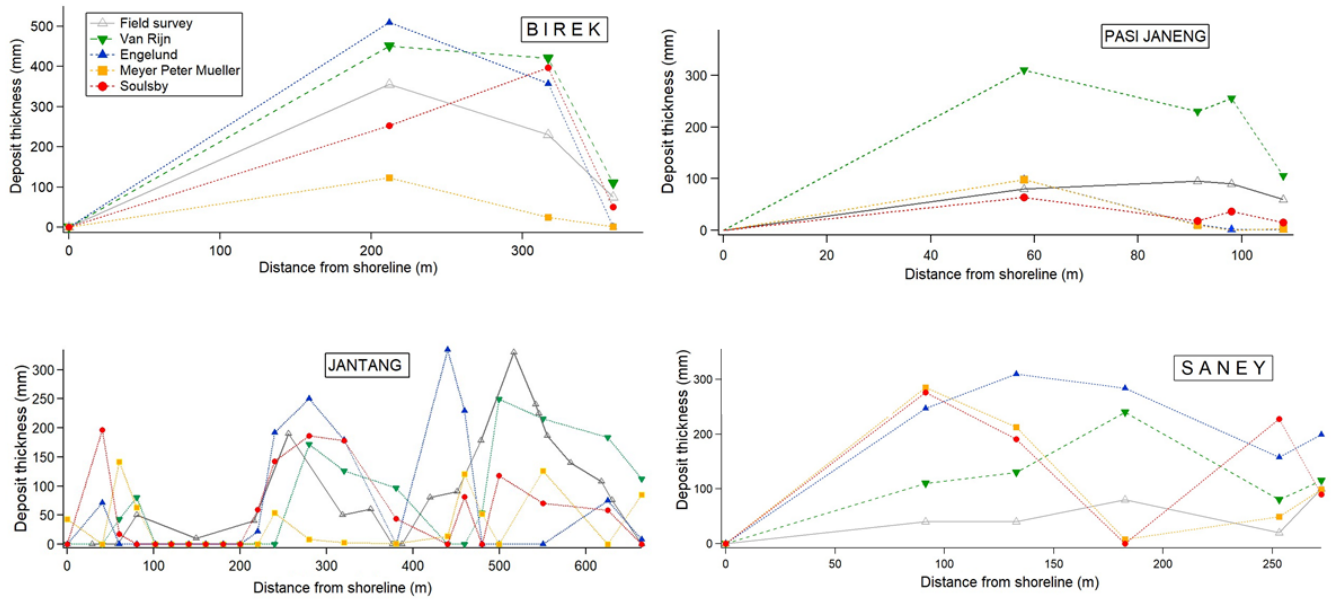 Field survey
Van Rijn
Engelund
Meyer Peter Mueller
Soulsby
B I R E K
Deposit thickness (mm)
500
400
300
200
100
0
0 100 200 300
Distance from shoreline (m)
PASI JANENG
Deposit thickness (mm)
300
200
100
0
0 20 40 60 80 100
Distance from shoreline (m)
JANTANG
Deposit thickness (mm)
300
250
200
150
100
50
0
0 100 200 300 400 500 600
Distance from shoreline (m)
S A N E Y
Deposit thickness (mm)
300
200
100
0
0 50 100 150 200 250
Distance from shoreline (m)